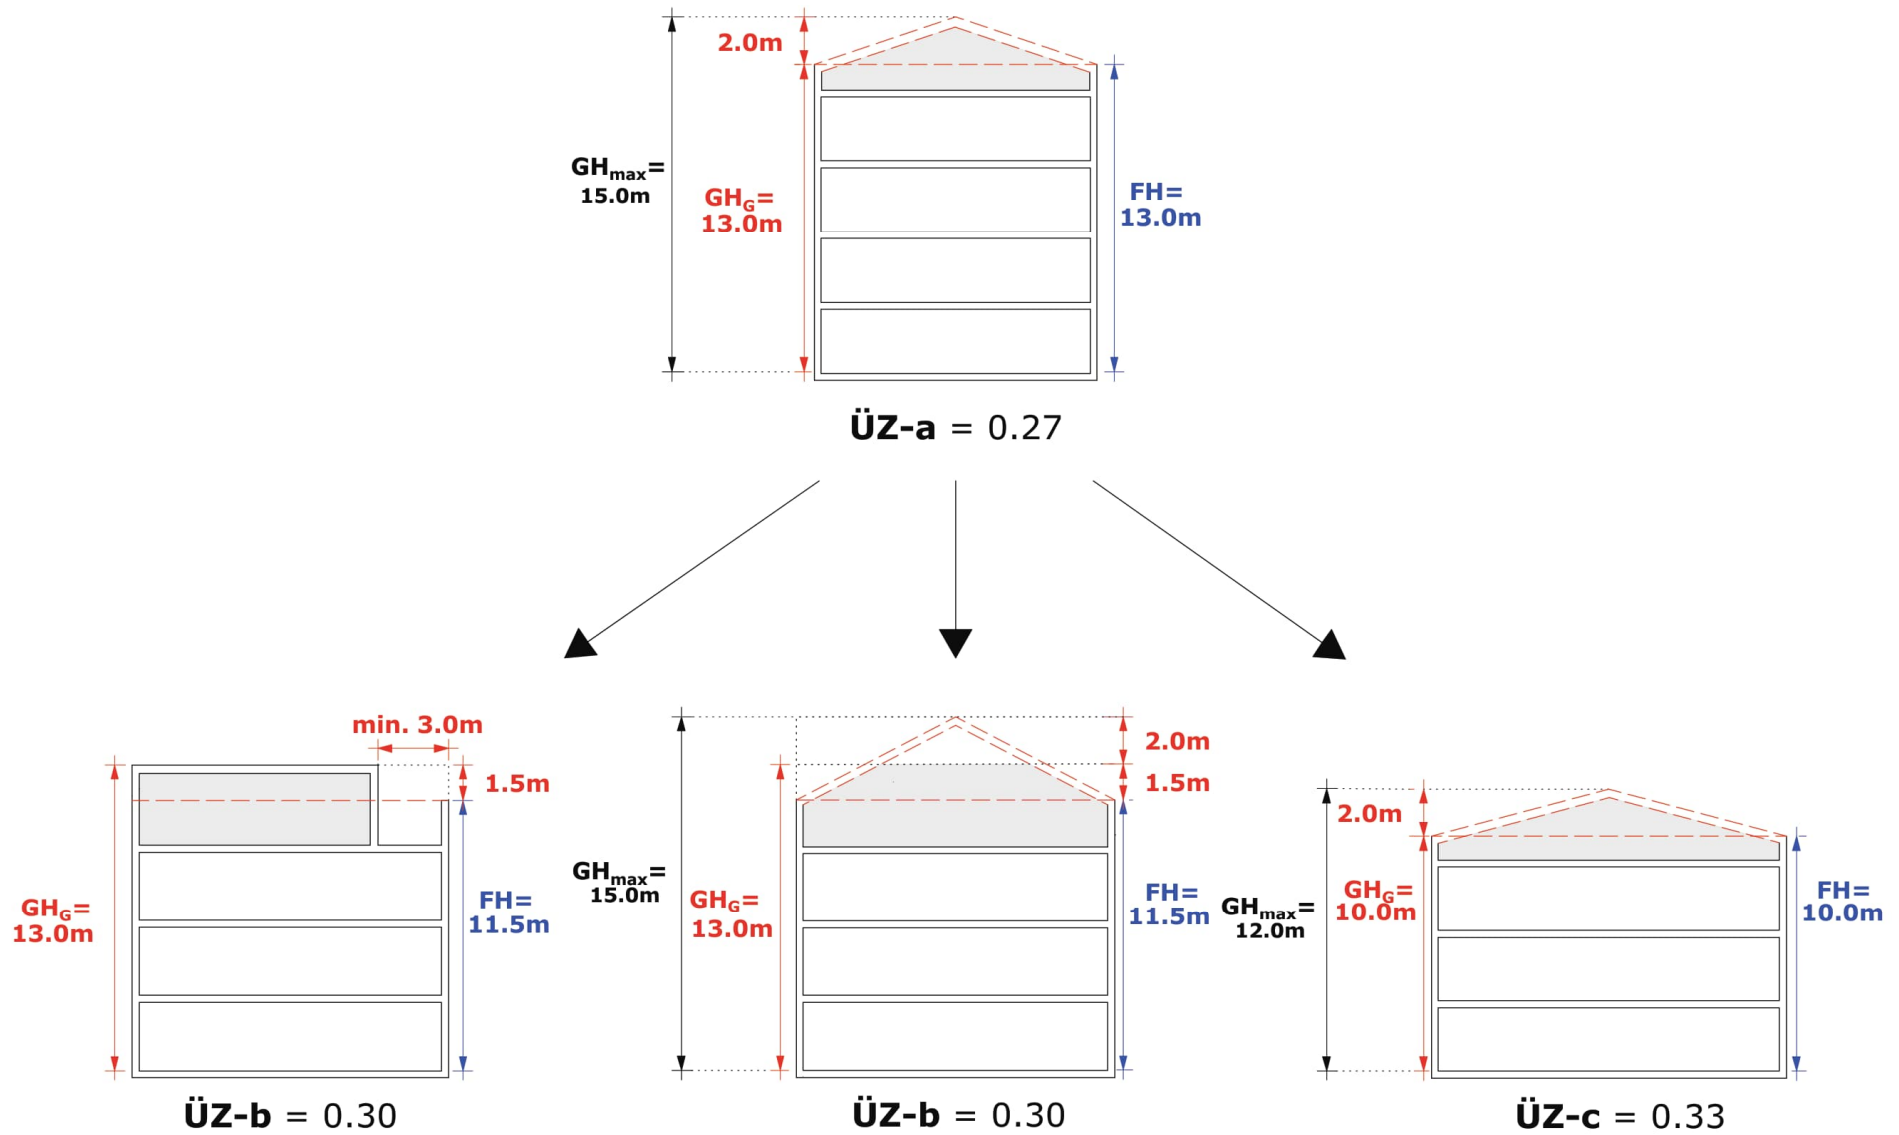 2.0m
GHmax=
15.0m
GHG=
13.0m
FH=
13.0m
ÜZ-a = 0.27
min. 3.0m
1.5m
GHG=
13.0m
FH=
11.5m
ÜZ-b = 0.30
2.0m
1.5m
GHmax=
15.0m
GHG=
13.0m
FH=
11.5m
ÜZ-b = 0.30
2.0m
GHmax=
12.0m
GHG=
10.0m
FH=
10.0m
ÜZ-c = 0.33